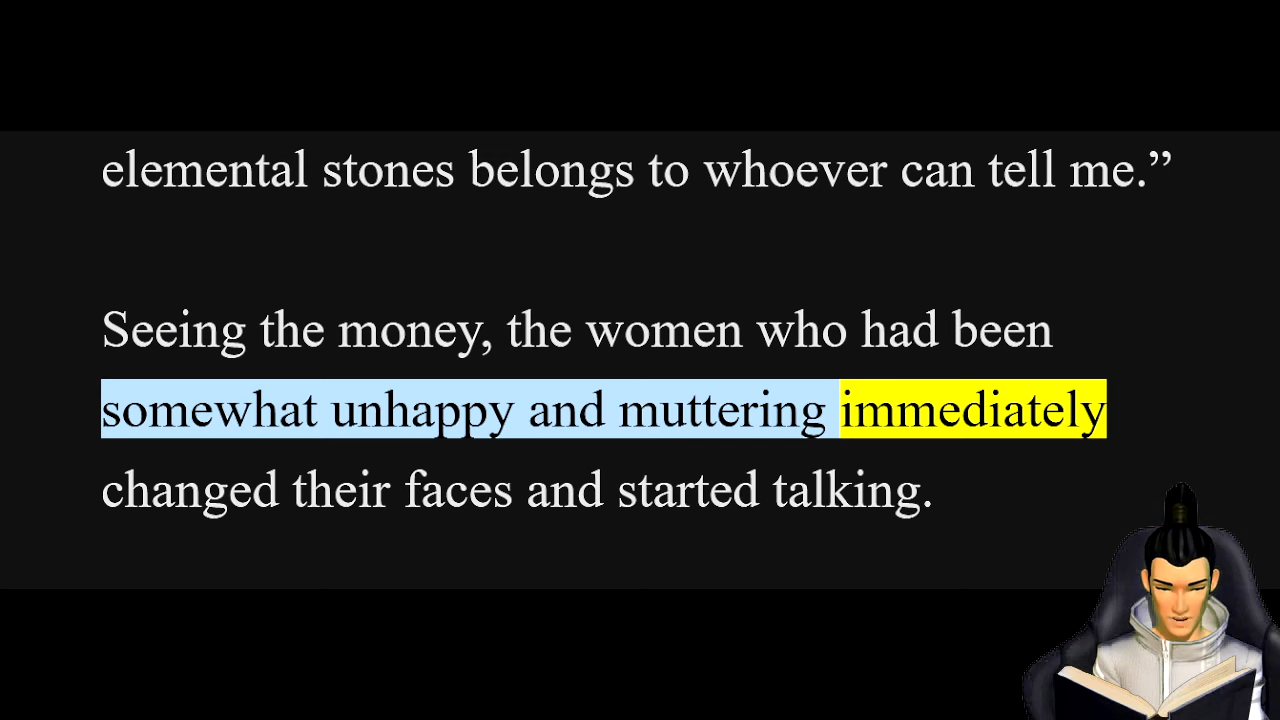 elemental stones belongs to whoever can tell me.”
Seeing the money, the women who had been
somewhat unhappy and muttering immediately
changed their faces and started talking.